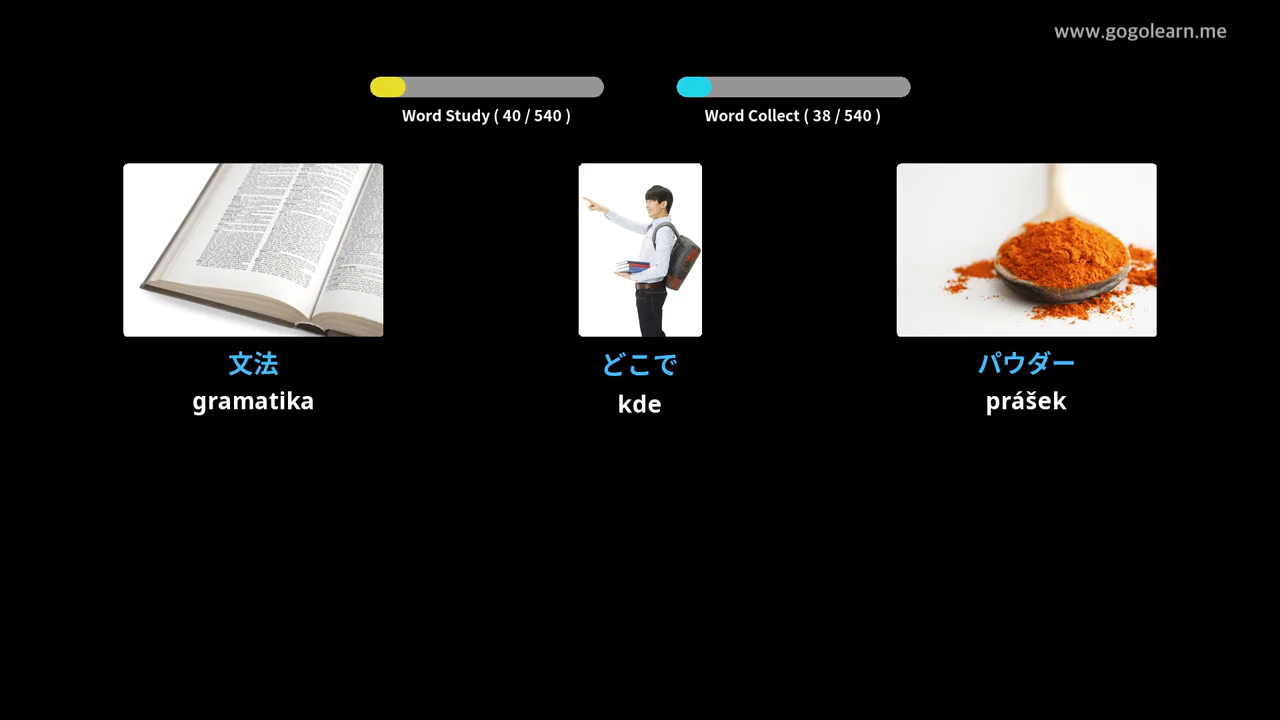 www.gogolearn.me
Word Study ( 40 / 540 )
Word Collect ( 38 / 540 )
文法
gramatika
どこで
kde
パウダー
prášek